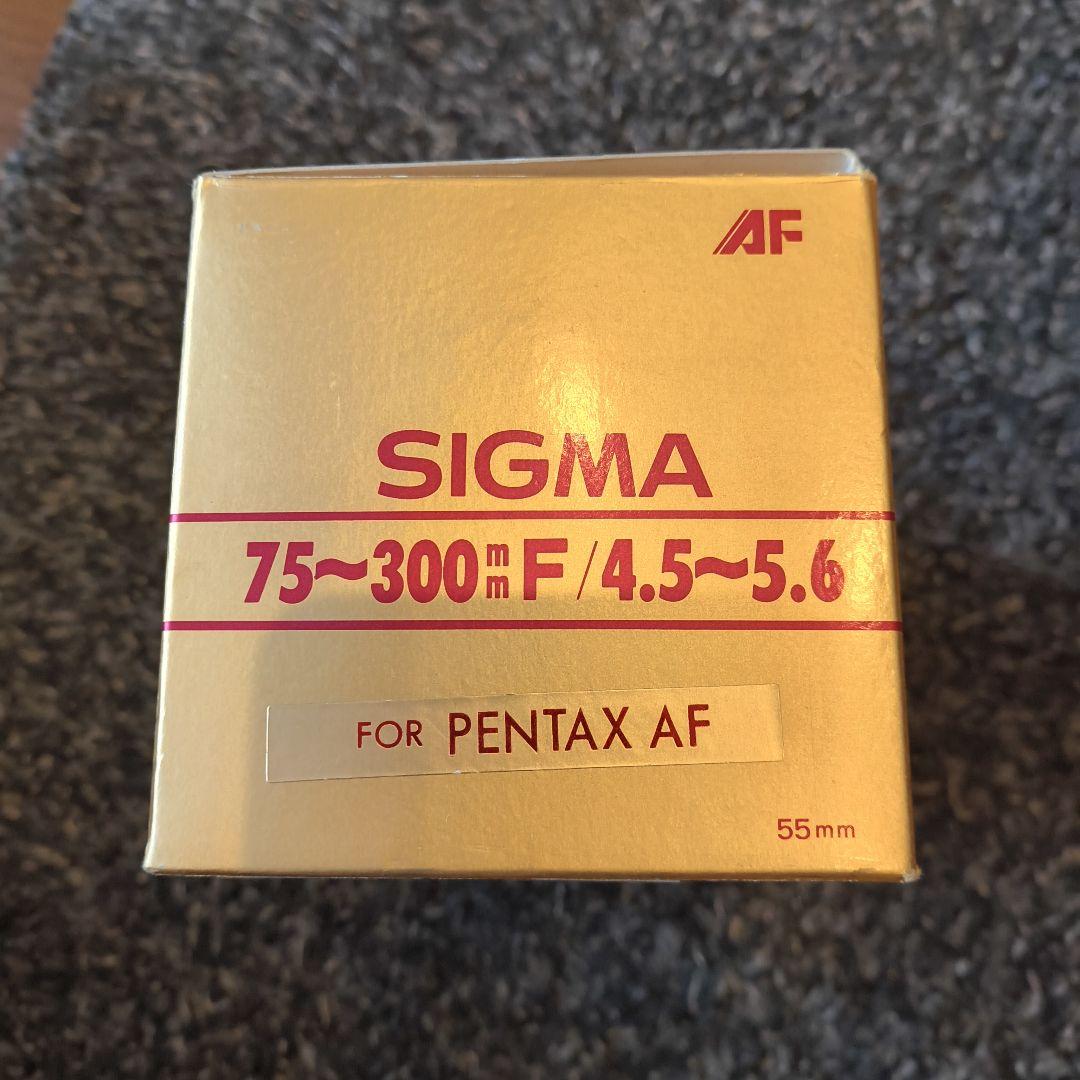 AF
SIGMA
75~300mm F/4.5~5.6
FOR PENTAX AF
55mm